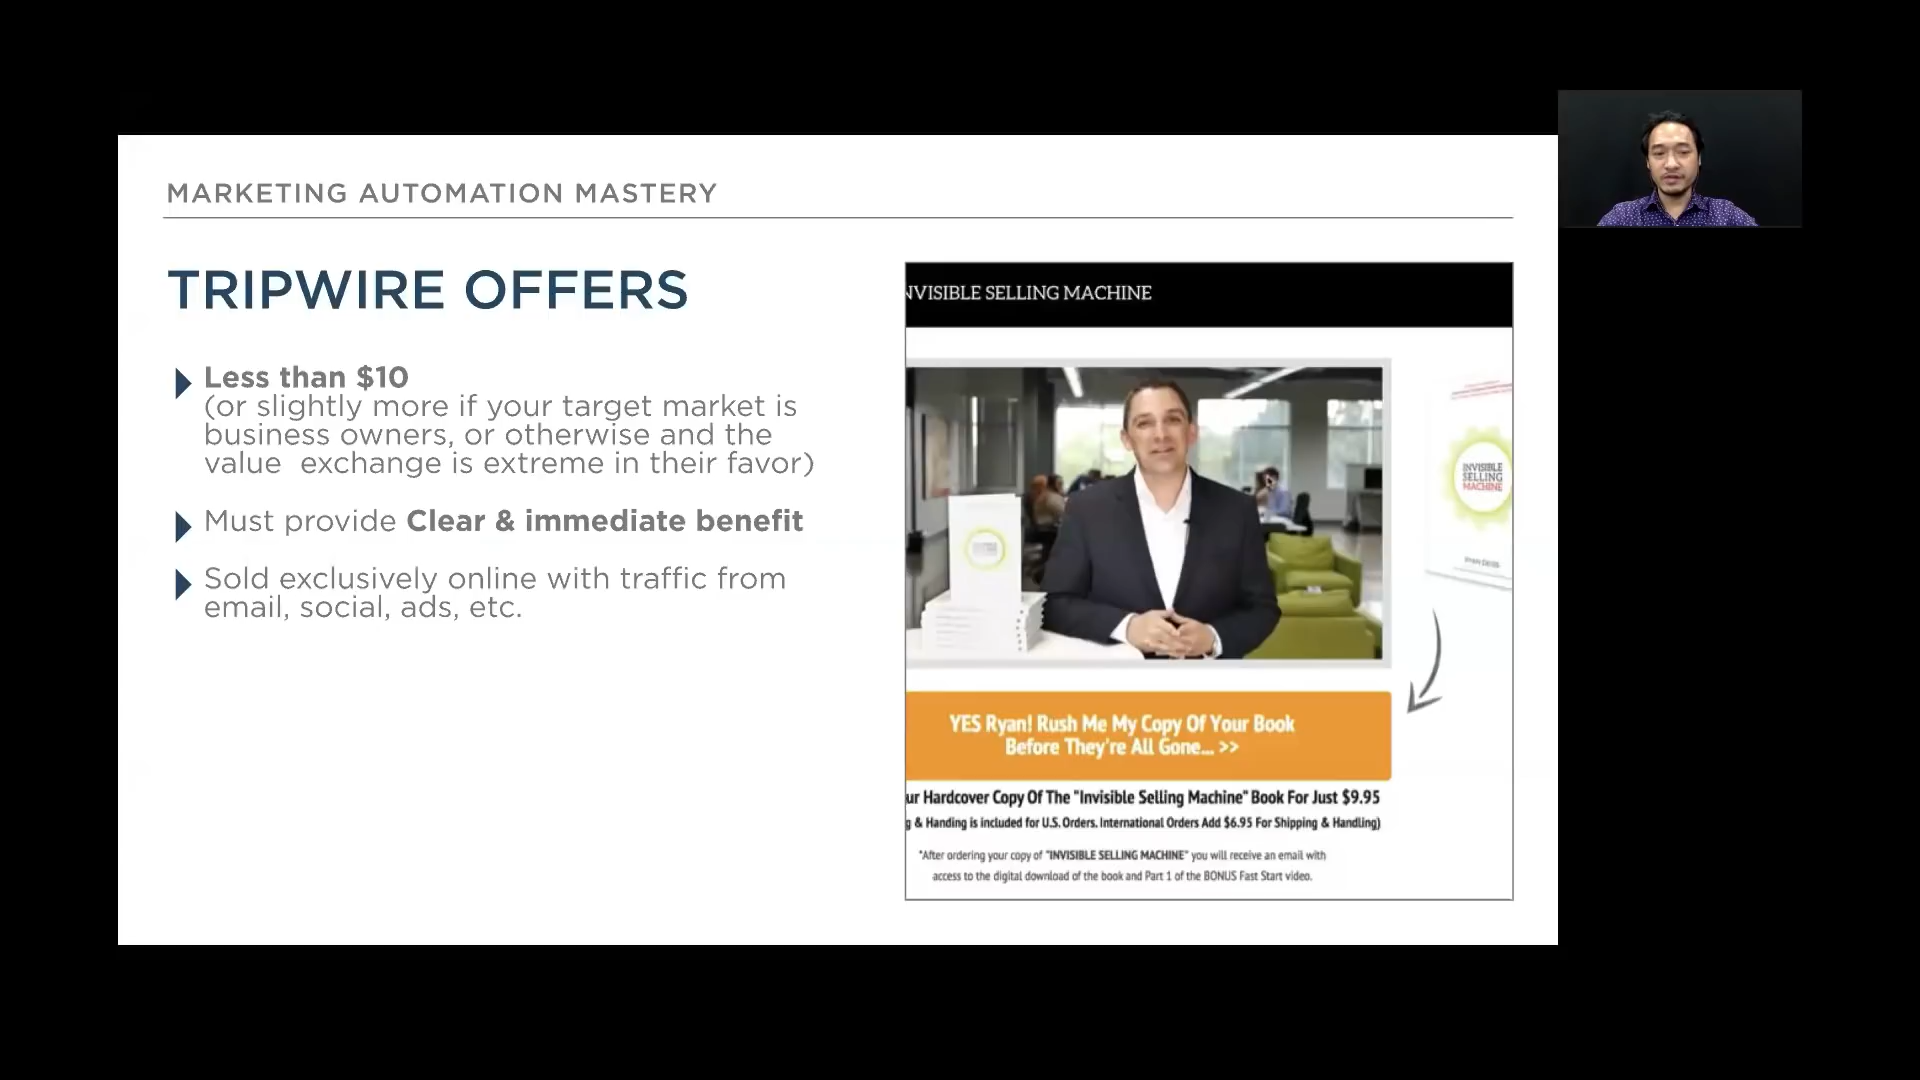 MARKETING AUTOMATION MASTERY
TRIPWIRE OFFERS
Less than $10
(or slightly more if your target market is
business owners, or otherwise and the
value exchange is extreme in their favor)
Must provide Clear & immediate benefit
Sold exclusively online with traffic from
email, social, ads, etc.
NVISIBLE SELLING MACHINE
INVISIBLE
SELLING
MACHINE
YES Ryan! Rush Me My Copy Of Your Book
Before They're All Gone... >>
ur Hardcover Copy Of The "Invisible Selling Machine" Book For Just $9.95
g & Handing is included for U.S. Orders. International Orders Add $6.95 For Shipping & Handling)
*After ordering your copy of "INVISIBLE SELLING MACHINE" you will receive an email with
access to the digital download of the book and Part 1 of the BONUS Fast Start video.